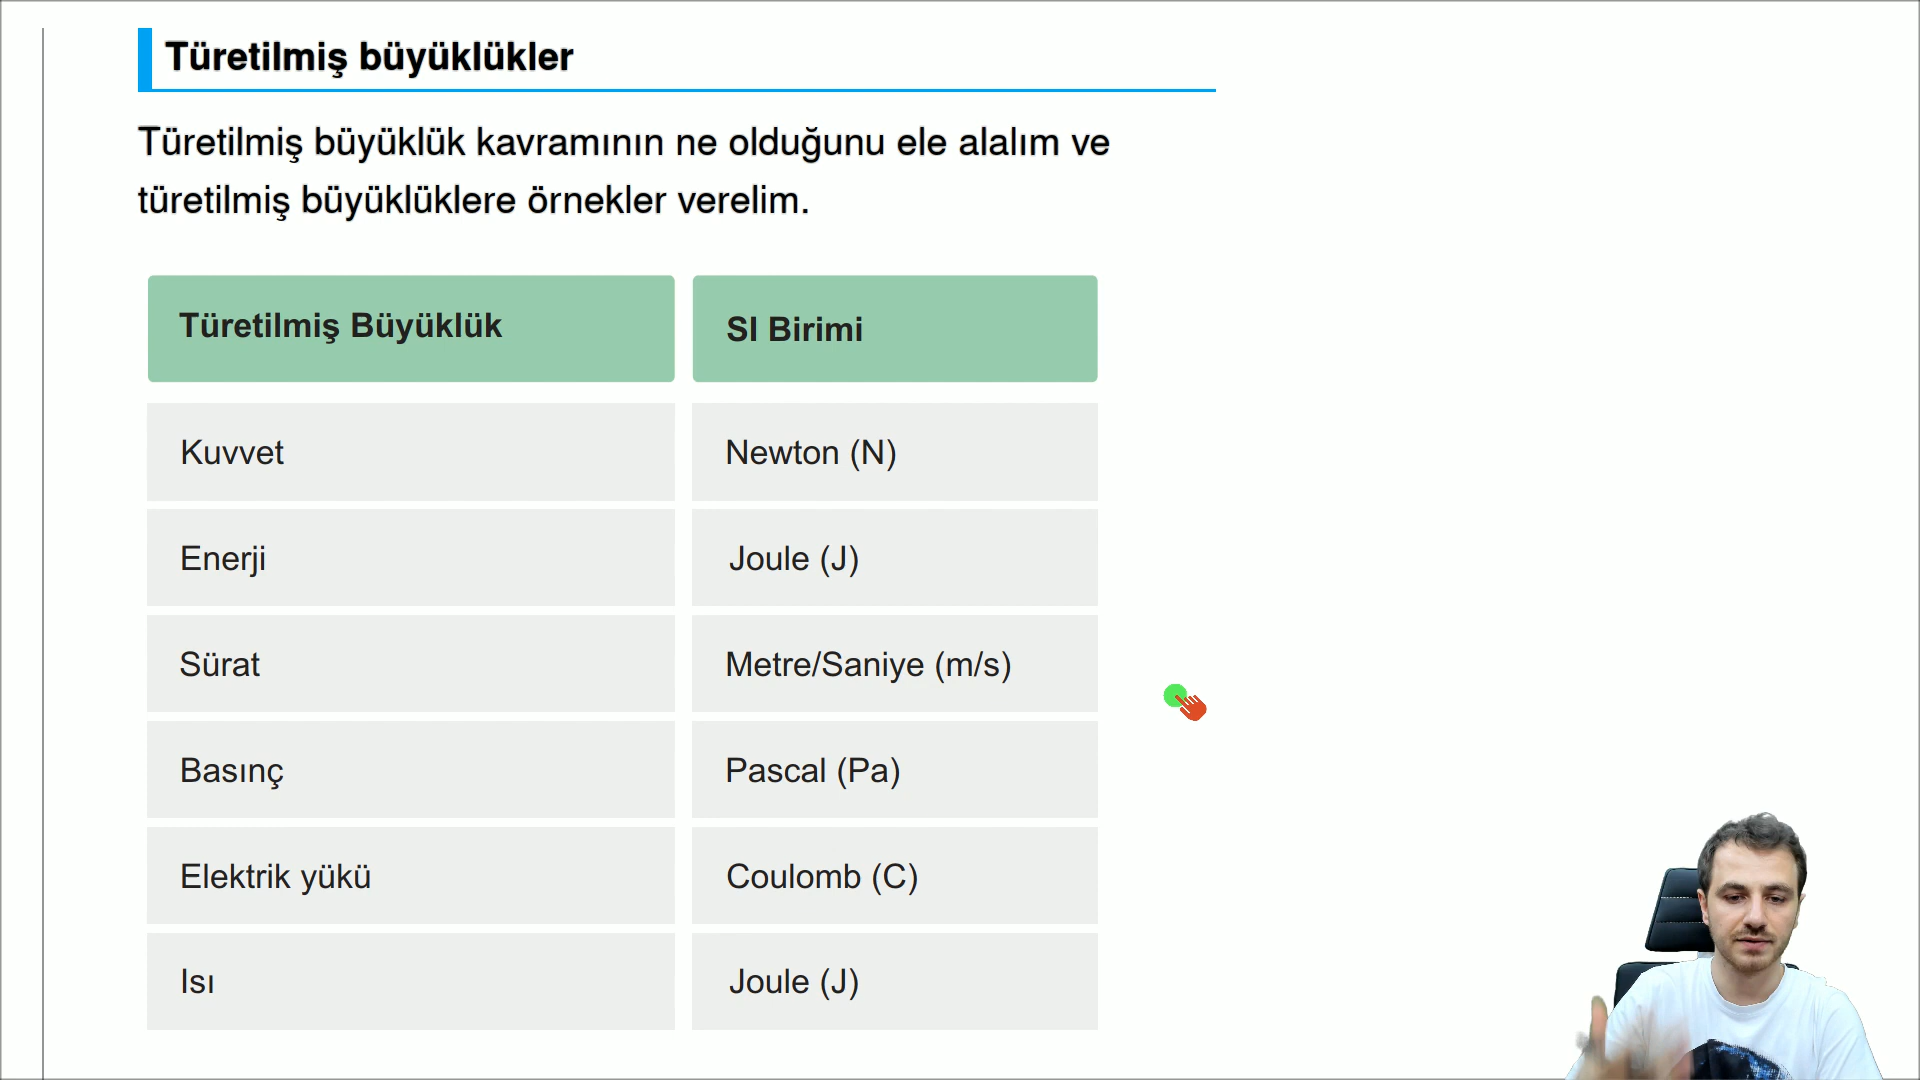 Türetilmiş büyüklükler
Türetilmiş büyüklük kavramının ne olduğunu ele alalım ve
türetilmiş büyüklüklere örnekler verelim.
Türetilmiş Büyüklük SI Birimi
Kuvvet Newton (N)
Enerji Joule (J)
Sürat Metre/Saniye (m/s)
Basınç Pascal (Pa)
Elektrik yükü Coulomb (C)
Isı Joule (J)